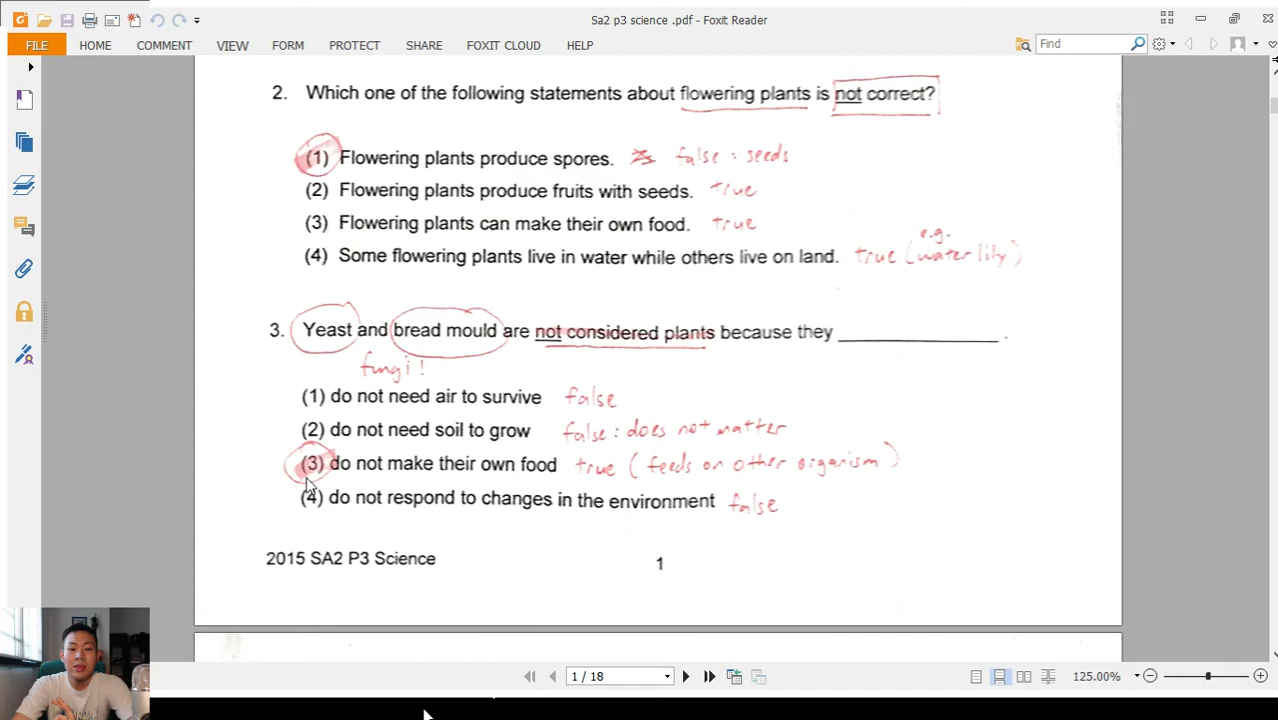 Sa2 p3 science .pdf - Foxit Reader
FILE HOME COMMENT VIEW FORM PROTECT SHARE FOXIT CLOUD HELP Find
2. Which one of the following statements about flowering plants is not correct?
(1) Flowering plants produce spores. false : seeds
(2) Flowering plants produce fruits with seeds. true
(3) Flowering plants can make their own food. true
e.g.
(4) Some flowering plants live in water while others live on land. true (water lily)
3. Yeast and bread mould are not considered plants because they ____________.
fungi!
(1) do not need air to survive false
(2) do not need soil to grow false : does not matter
(3) do not make their own food true (feeds on other organism)
(4) do not respond to changes in the environment false
2015 SA2 P3 Science 1
1 / 18 125.00%